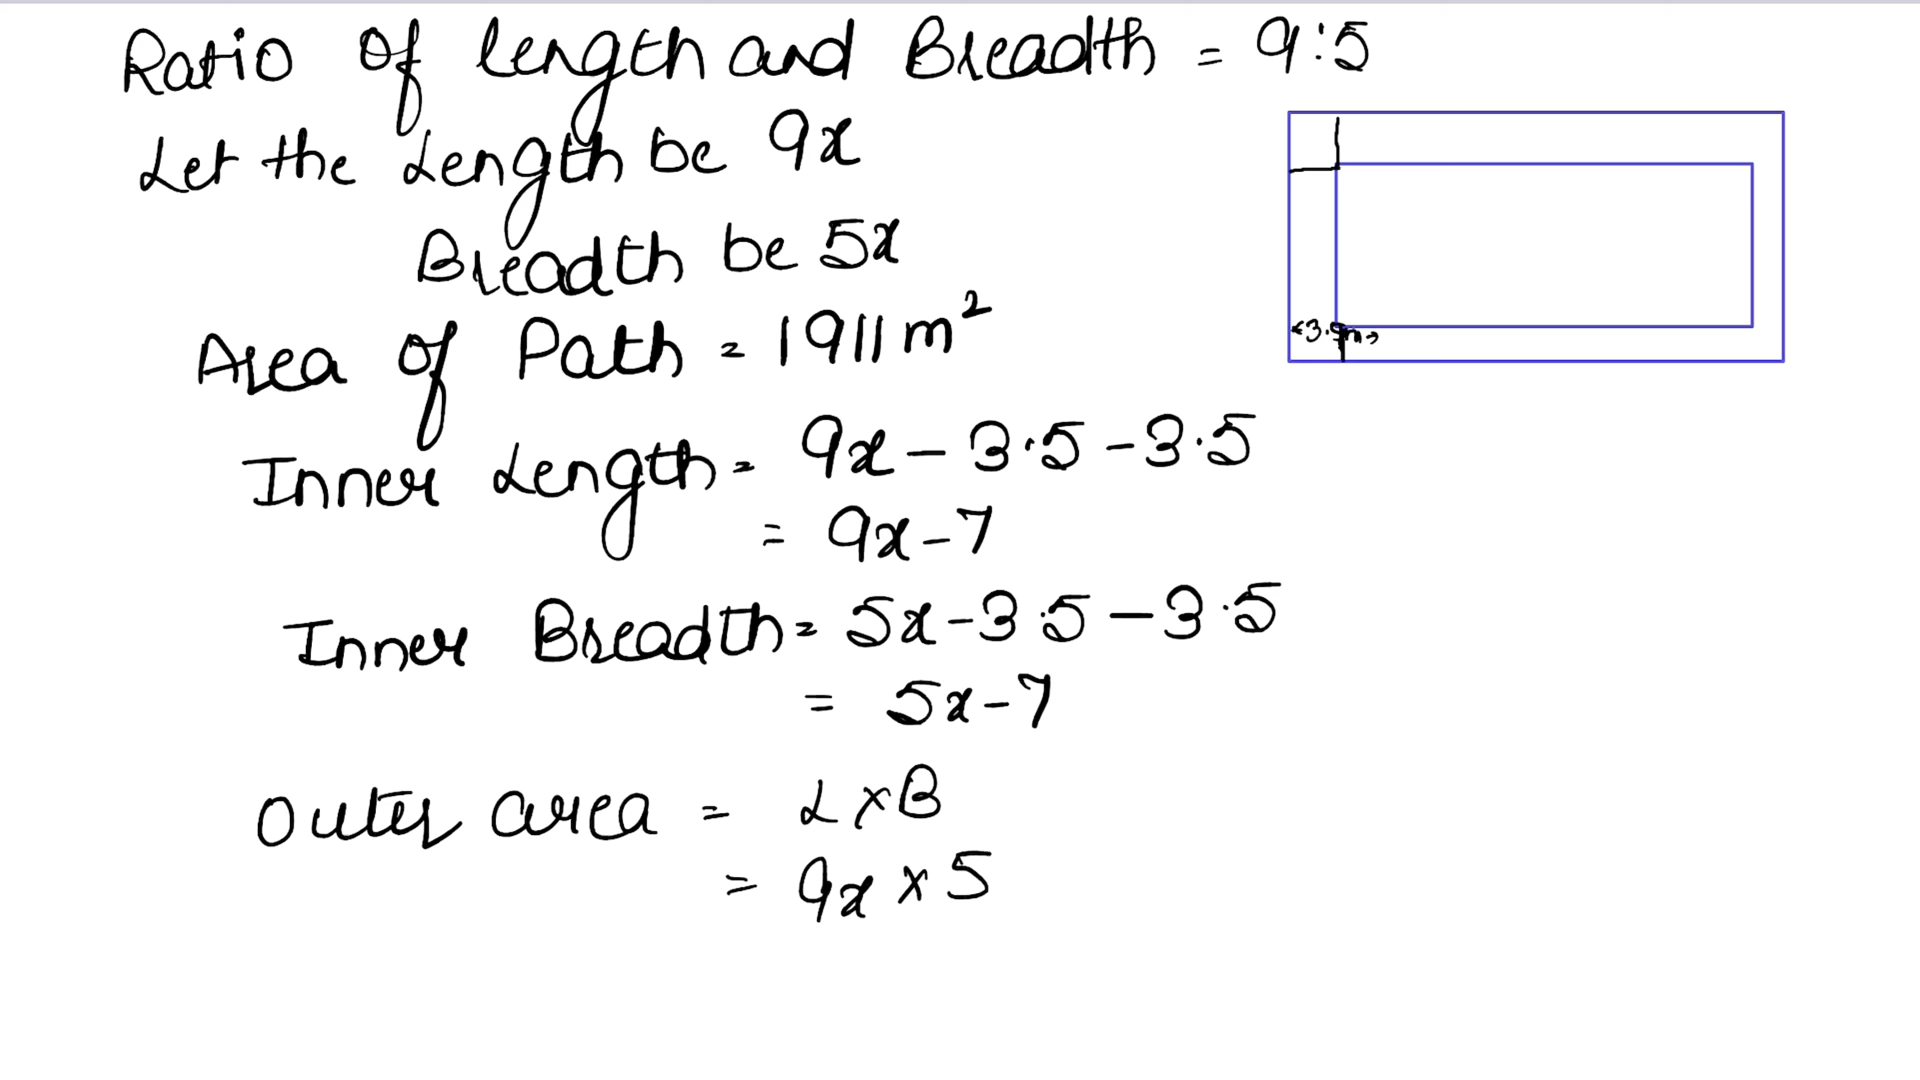 Ratio Of length and Breadth = 9:5
Let the Length be 9x
Breadth be 5x
Area of Path = 1911 m²
Inner Length = 9x - 3.5 - 3.5
= 9x - 7
Inner Breadth = 5x - 3.5 - 3.5
= 5x - 7
Outer area = L x B
= 9x x 5
3.5m